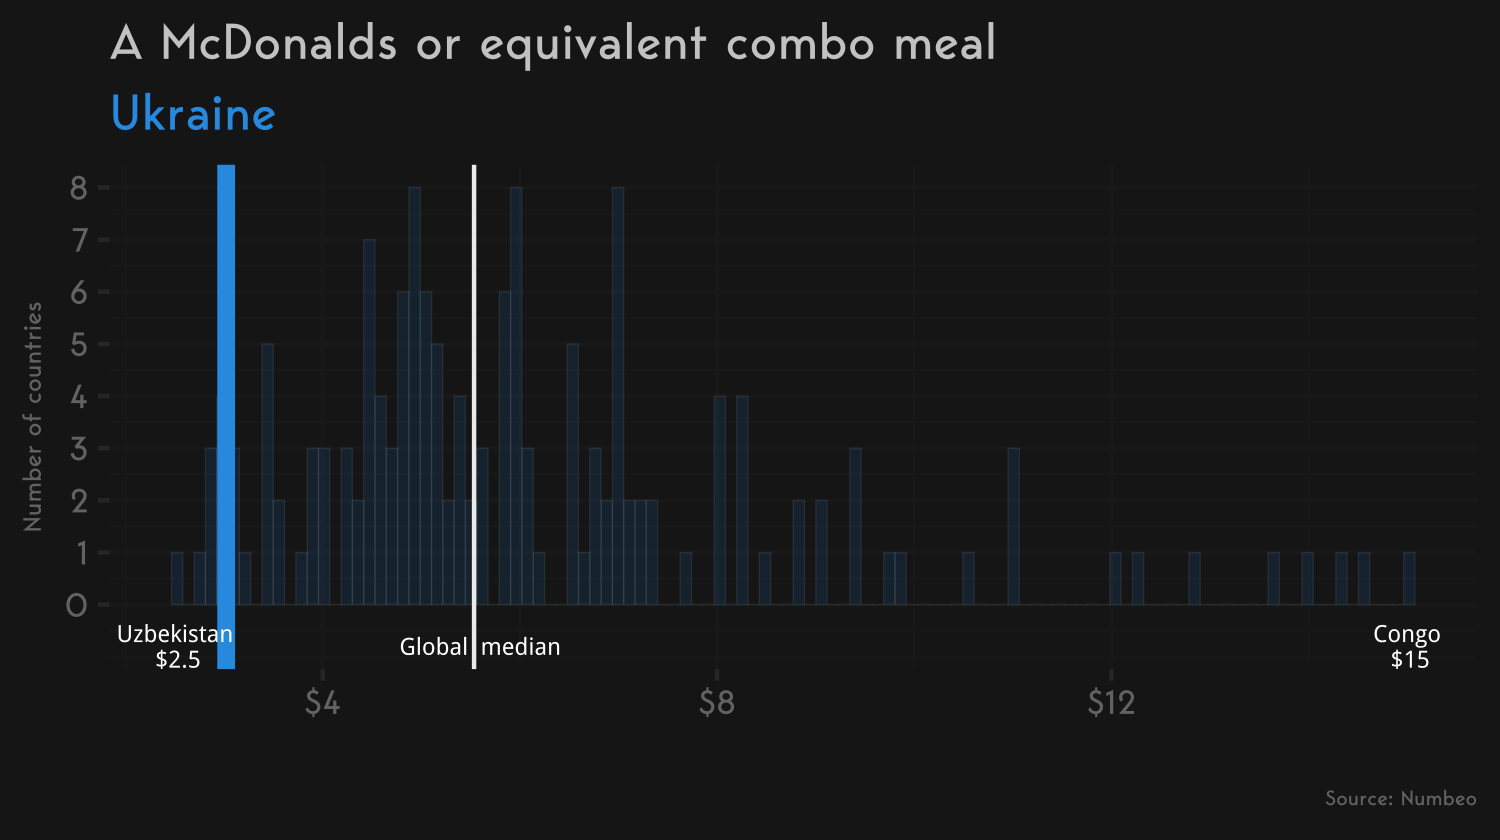 A McDonalds or equivalent combo meal
Ukraine
Number of countries
8
7
6
5
4
3
2
1
0
Uzbekistan
$2.5
Global median
Congo
$15
$4 $8 $12
Source: Numbeo